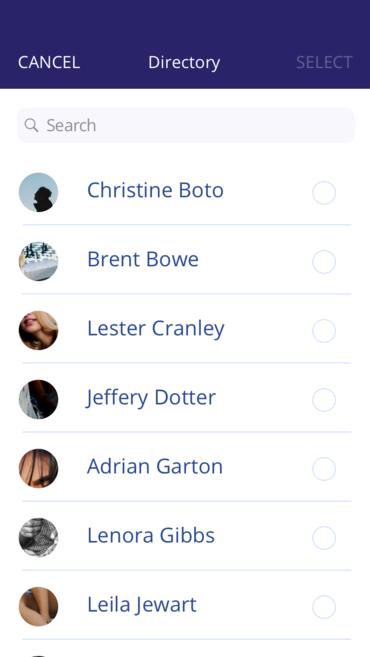 CANCEL Directory SELECT
Search
Christine Boto
Brent Bowe
Lester Cranley
Jeffery Dotter
Adrian Garton
Lenora Gibbs
Leila Jewart